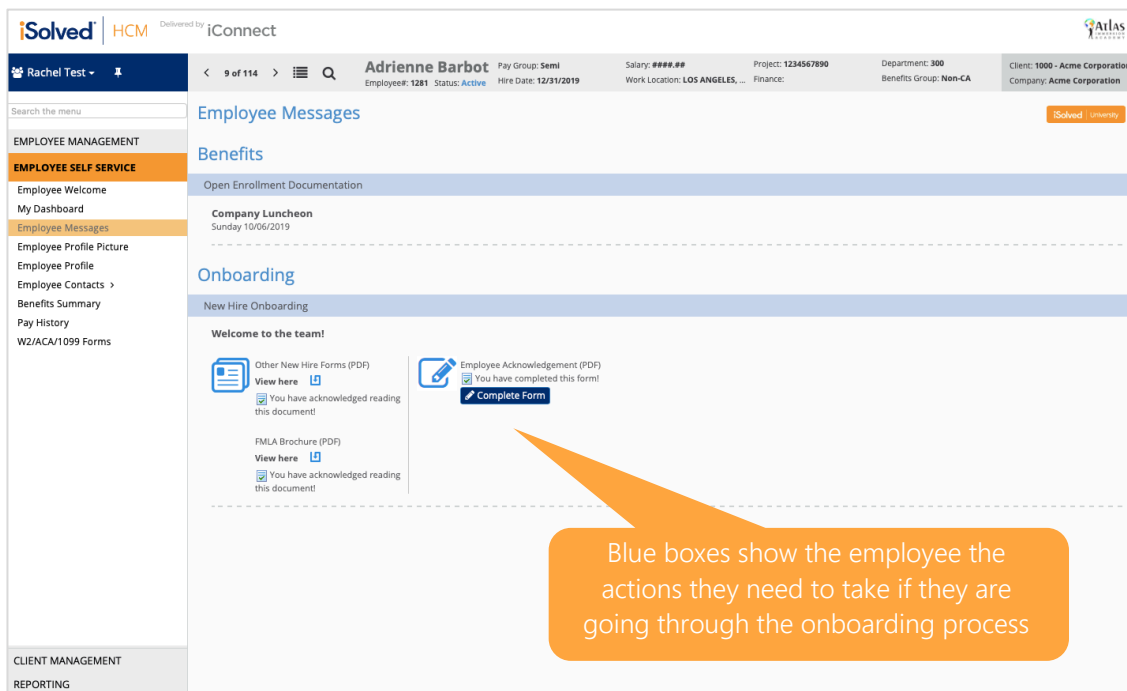 iSolved HCM Delivered by iConnect
Atlas
Rachel Test
9 of 114
Adrienne Barbot
Employee#: 1281 Status: Active
Pay Group: Semi
Hire Date: 12/31/2019
Salary: ####.##
Work Location: LOS ANGELES, ...
Project: 1234567890
Finance:
Department: 300
Benefits Group: Non-CA
Client: 1000 - Acme Corporation
Company: Acme Corporation
Search the menu
EMPLOYEE MANAGEMENT
EMPLOYEE SELF SERVICE
Employee Welcome
My Dashboard
Employee Messages
Employee Profile Picture
Employee Profile
Employee Contacts >
Benefits Summary
Pay History
W2/ACA/1099 Forms
CLIENT MANAGEMENT
REPORTING
Employee Messages
iSolved University
Benefits
Open Enrollment Documentation
Company Luncheon
Sunday 10/06/2019
Onboarding
New Hire Onboarding
Welcome to the team!
Other New Hire Forms (PDF)
View here
You have acknowledged reading
this document!
FMLA Brochure (PDF)
View here
You have acknowledged reading
this document!
Employee Acknowledgement (PDF)
You have completed this form!
Complete Form
Blue boxes show the employee the
actions they need to take if they are
going through the onboarding process